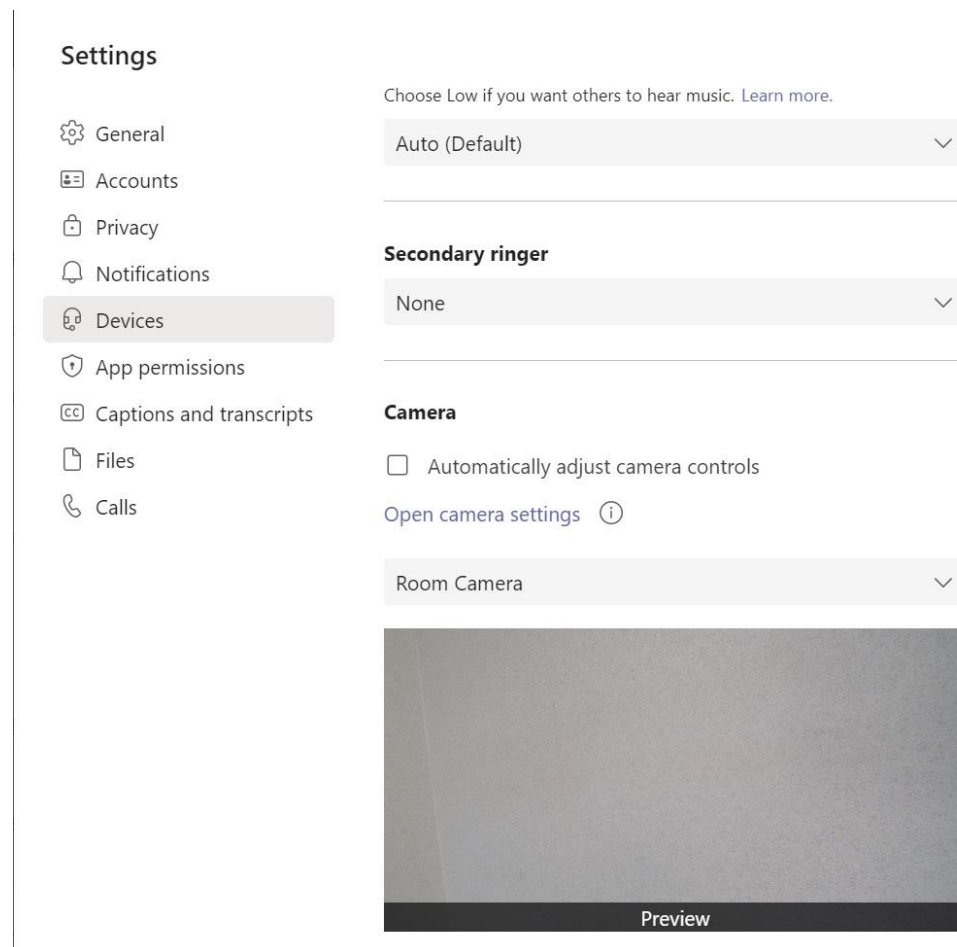 Settings
General
Accounts
Privacy
Notifications
Devices
App permissions
CC Captions and transcripts
Files
Calls
Choose Low if you want others to hear music. Learn more.
Auto (Default)
Secondary ringer
None
Camera
Automatically adjust camera controls
Open camera settings
Room Camera
Preview